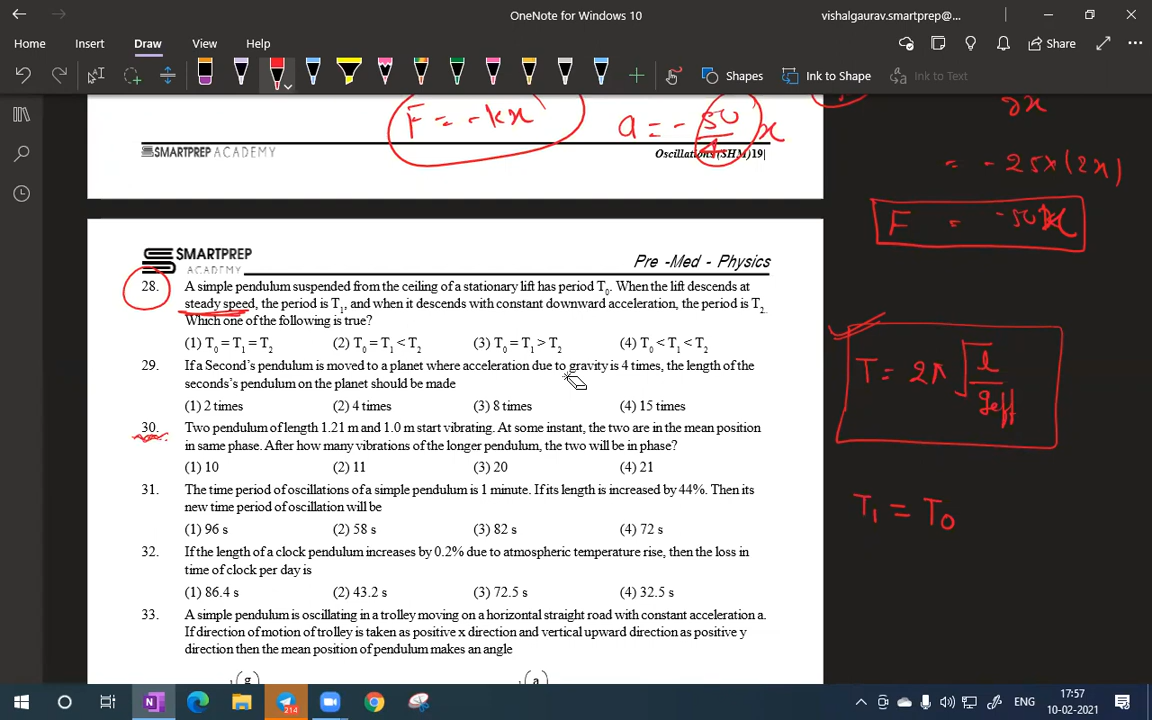 OneNote for Windows 10
vishalgaurav.smartprep@...
Home Insert Draw View Help
Share
Shapes
Ink to Shape
Ink to Text
F = -kx
a = - 50/4 x
2x
= - 25x(2x)
SMARTPREP ACADEMY
Oscillations (SHM)19|
SMARTPREP
ACADEMY
Pre -Med - Physics
28. A simple pendulum suspended from the ceiling of a stationary lift has period T0. When the lift descends at
steady speed, the period is T1, and when it descends with constant downward acceleration, the period is T2.
Which one of the following is true?
(1) T0 = T1 = T2 (2) T0 = T1 < T2 (3) T0 = T1 > T2 (4) T0 < T1 < T2
29. If a Second's pendulum is moved to a planet where acceleration due to gravity is 4 times, the length of the
seconds's pendulum on the planet should be made
(1) 2 times (2) 4 times (3) 8 times (4) 15 times
30. Two pendulum of length 1.21 m and 1.0 m start vibrating. At some instant, the two are in the mean position
in same phase. After how many vibrations of the longer pendulum, the two will be in phase?
(1) 10 (2) 11 (3) 20 (4) 21
31. The time period of oscillations of a simple pendulum is 1 minute. If its length is increased by 44%. Then its
new time period of oscillation will be
(1) 96 s (2) 58 s (3) 82 s (4) 72 s
32. If the length of a clock pendulum increases by 0.2% due to atmospheric temperature rise, then the loss in
time of clock per day is
(1) 86.4 s (2) 43.2 s (3) 72.5 s (4) 32.5 s
33. A simple pendulum is oscillating in a trolley moving on a horizontal straight road with constant acceleration a.
If direction of motion of trolley is taken as positive x direction and vertical upward direction as positive y
direction then the mean position of pendulum makes an angle
F = -50x
T = 2π √(l/geff)
T1 = T0
214
ENG
17:57
10-02-2021